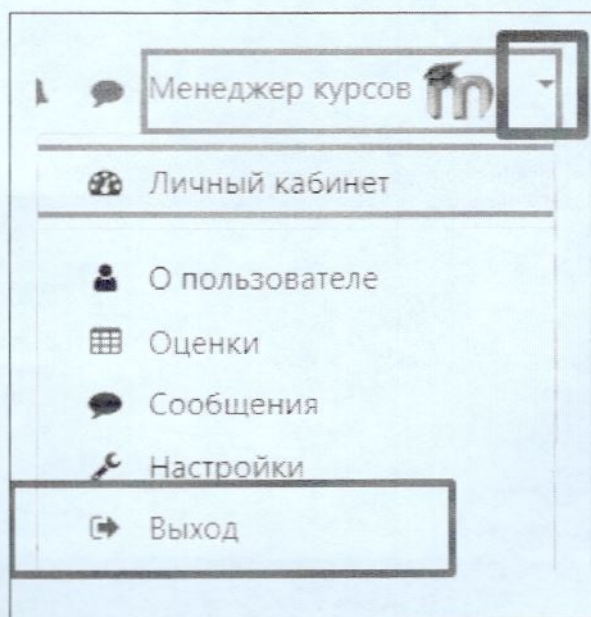 Менеджер курсов
Личный кабинет
О пользователе
Оценки
Сообщения
Настройки
Выход